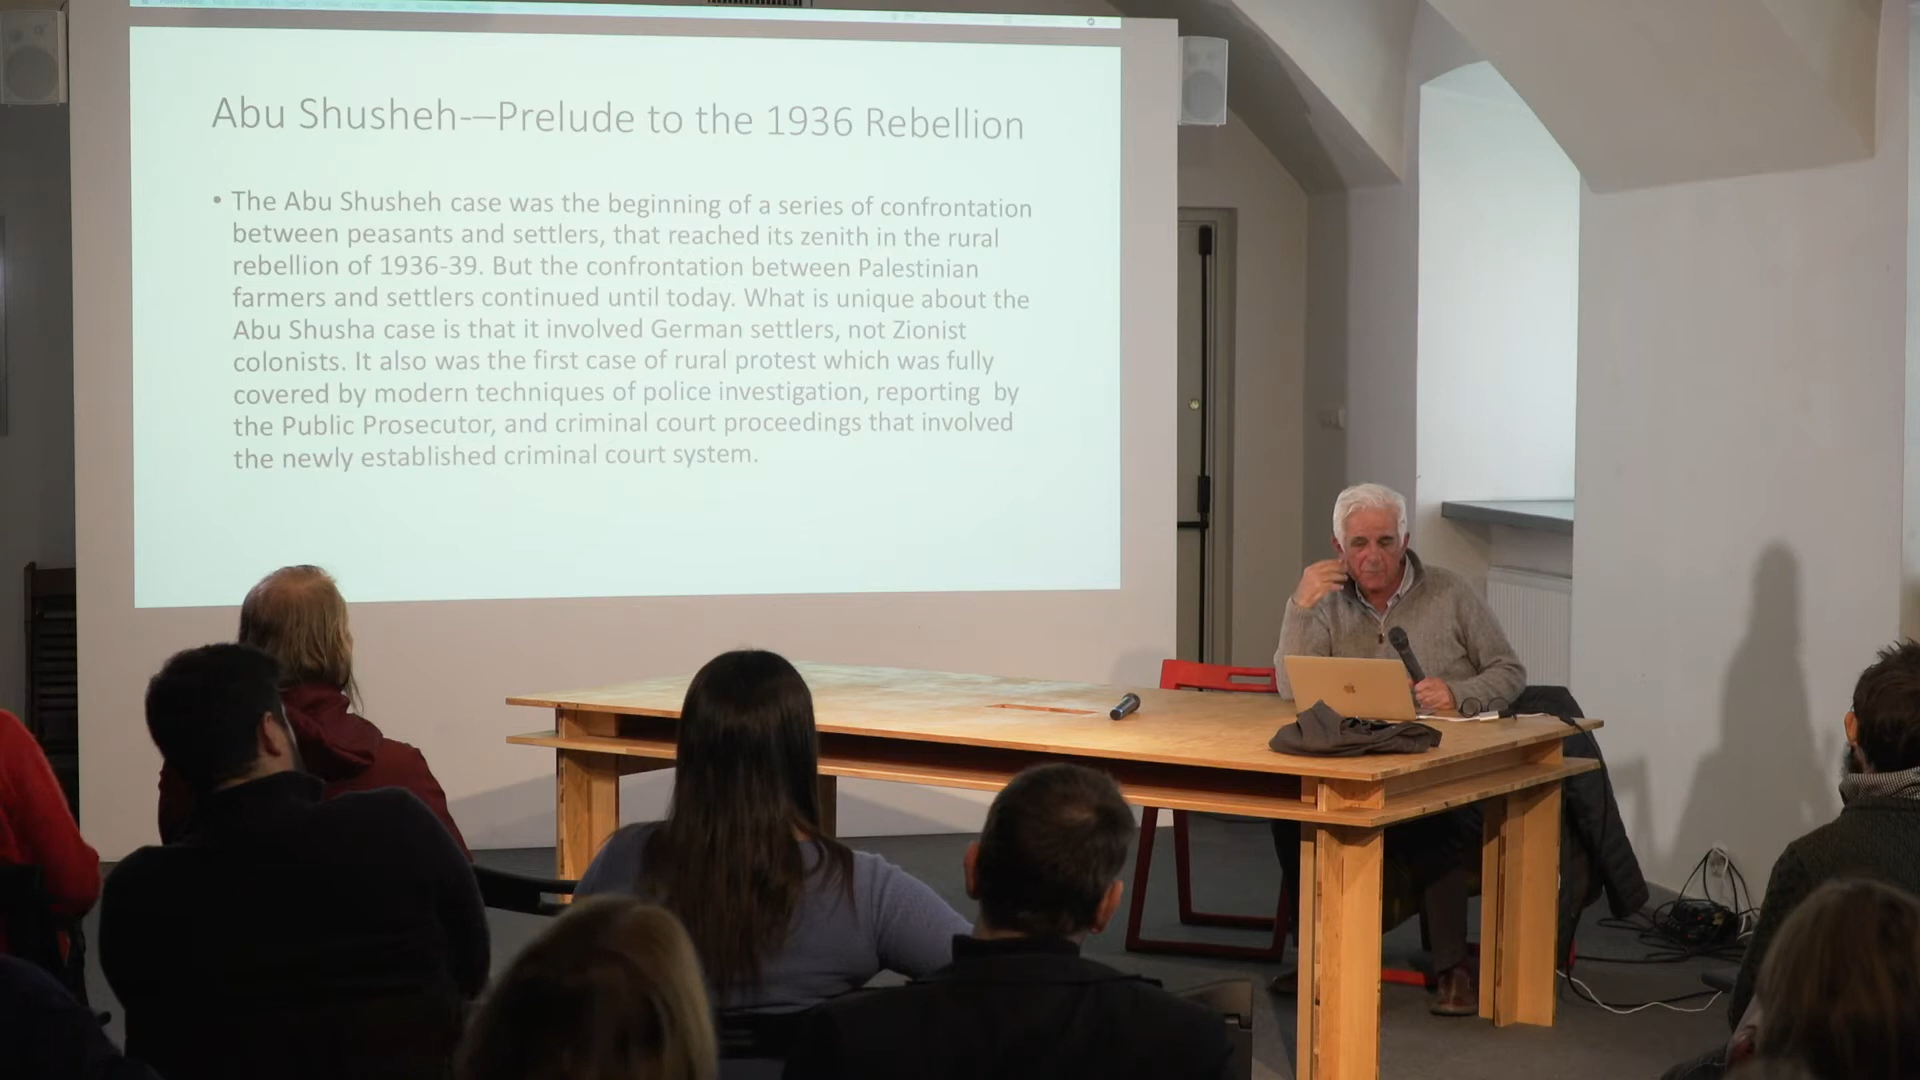 Abu Shusheh-–Prelude to the 1936 Rebellion
• The Abu Shusheh case was the beginning of a series of confrontation
between peasants and settlers, that reached its zenith in the rural
rebellion of 1936-39. But the confrontation between Palestinian
farmers and settlers continued until today. What is unique about the
Abu Shusha case is that it involved German settlers, not Zionist
colonists. It also was the first case of rural protest which was fully
covered by modern techniques of police investigation, reporting by
the Public Prosecutor, and criminal court proceedings that involved
the newly established criminal court system.